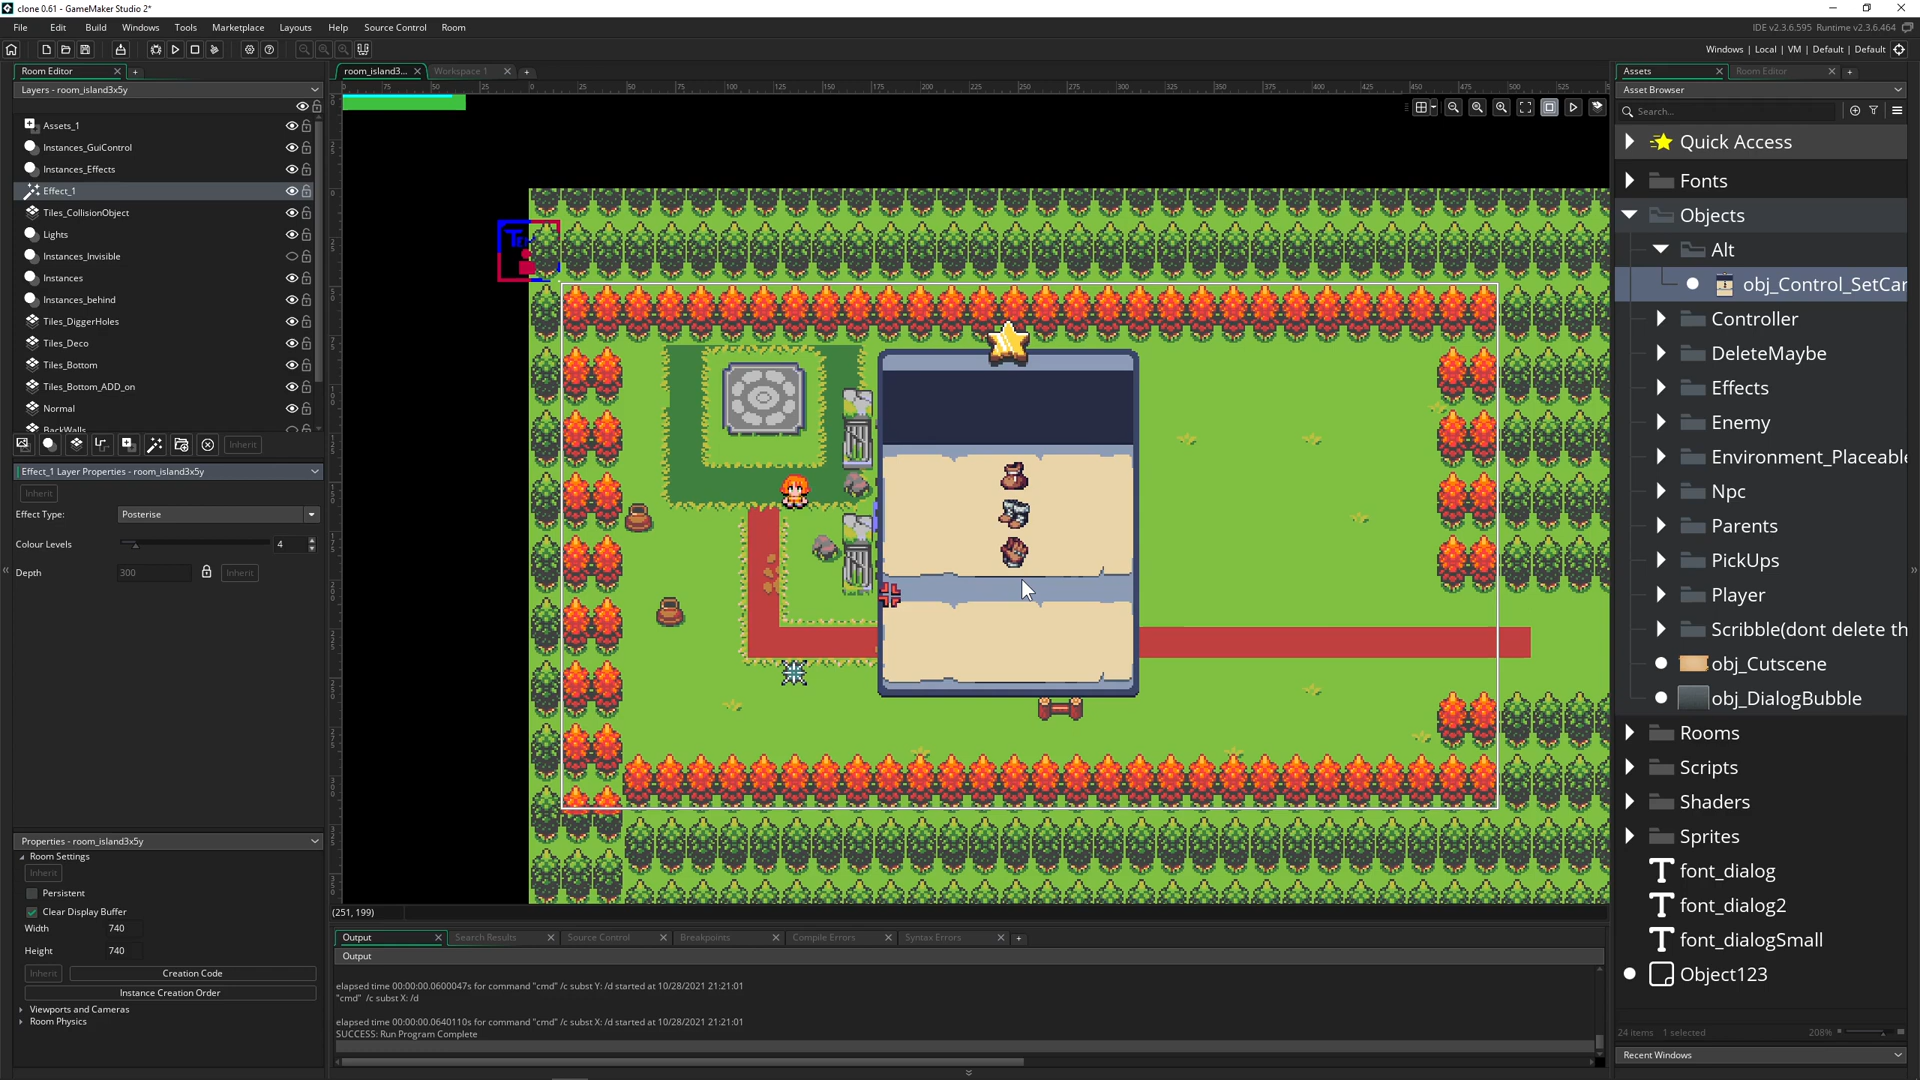 clone 0.61 - GameMaker Studio 2*
File Edit Build Windows Tools Marketplace Layouts Help Source Control Room
IDE v2.3.6.595 Runtime v2.3.6.464
Windows | Local | VM | Default | Default
Room Editor
room_island3...
Workspace 1
Assets
Room Editor
Layers - room_island3x5y
Asset Browser
Search...
Assets_1
Instances_GuiControl
Instances_Effects
Effect_1
Tiles_CollisionObject
Lights
Instances_Invisible
Instances
Instances_behind
Tiles_DiggerHoles
Tiles_Deco
Tiles_Bottom
Tiles_Bottom_ADD_on
Normal
BackWalls
Inherit
Effect_1 Layer Properties - room_island3x5y
Inherit
Effect Type: Posterise
Colour Levels 4
Depth 300 Inherit
Properties - room_island3x5y
Room Settings
Inherit
Persistent
Clear Display Buffer
Width 740
Height 740
Inherit Creation Code
Instance Creation Order
Viewports and Cameras
Room Physics
(251, 199)
Output Search Results Source Control Breakpoints Compile Errors Syntax Errors
Output
elapsed time 00:00:00.0600047s for command "cmd" /c subst Y: /d started at 10/28/2021 21:21:01
"cmd" /c subst X: /d
elapsed time 00:00:00.0640110s for command "cmd" /c subst X: /d started at 10/28/2021 21:21:01
SUCCESS: Run Program Complete
Quick Access
Fonts
Objects
Alt
obj_Control_SetCar
Controller
DeleteMaybe
Effects
Enemy
Environment_Placeable
Npc
Parents
PickUps
Player
Scribble(dont delete th
obj_Cutscene
obj_DialogBubble
Rooms
Scripts
Shaders
Sprites
font_dialog
font_dialog2
font_dialogSmall
Object123
24 items 1 selected
208%
Recent Windows